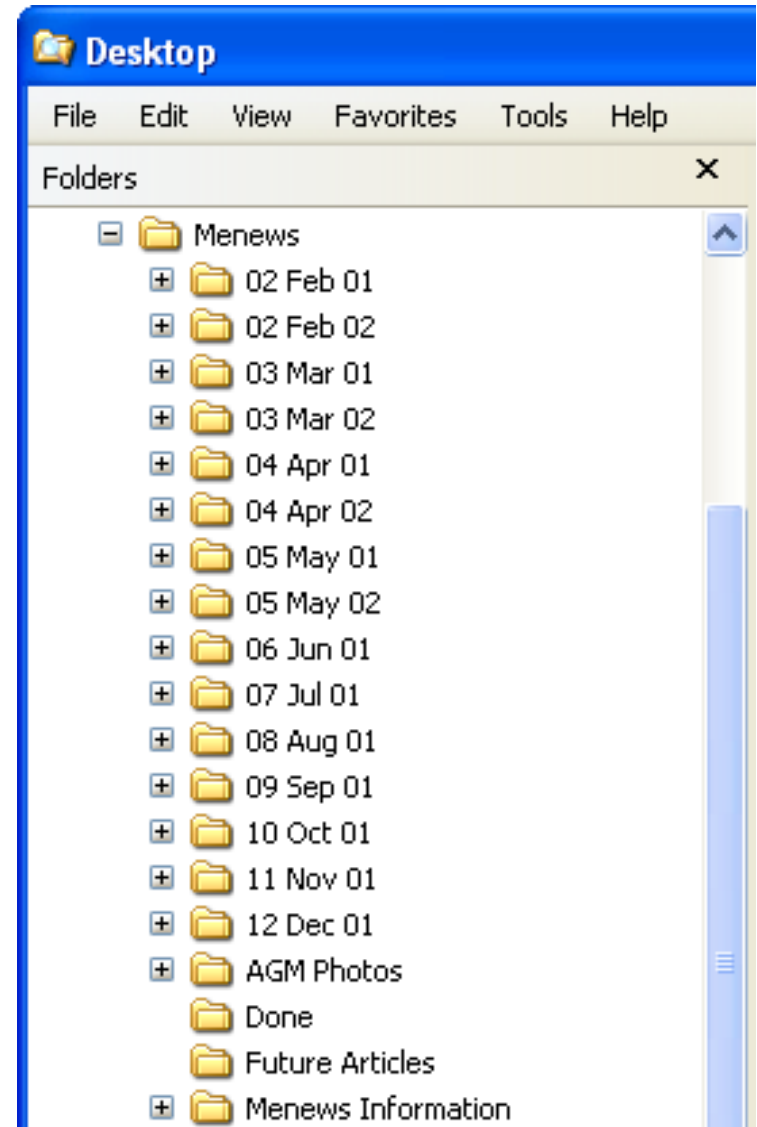 Desktop
File Edit View Favorites Tools Help
Folders
Menews
02 Feb 01
02 Feb 02
03 Mar 01
03 Mar 02
04 Apr 01
04 Apr 02
05 May 01
05 May 02
06 Jun 01
07 Jul 01
08 Aug 01
09 Sep 01
10 Oct 01
11 Nov 01
12 Dec 01
AGM Photos
Done
Future Articles
Menews Information